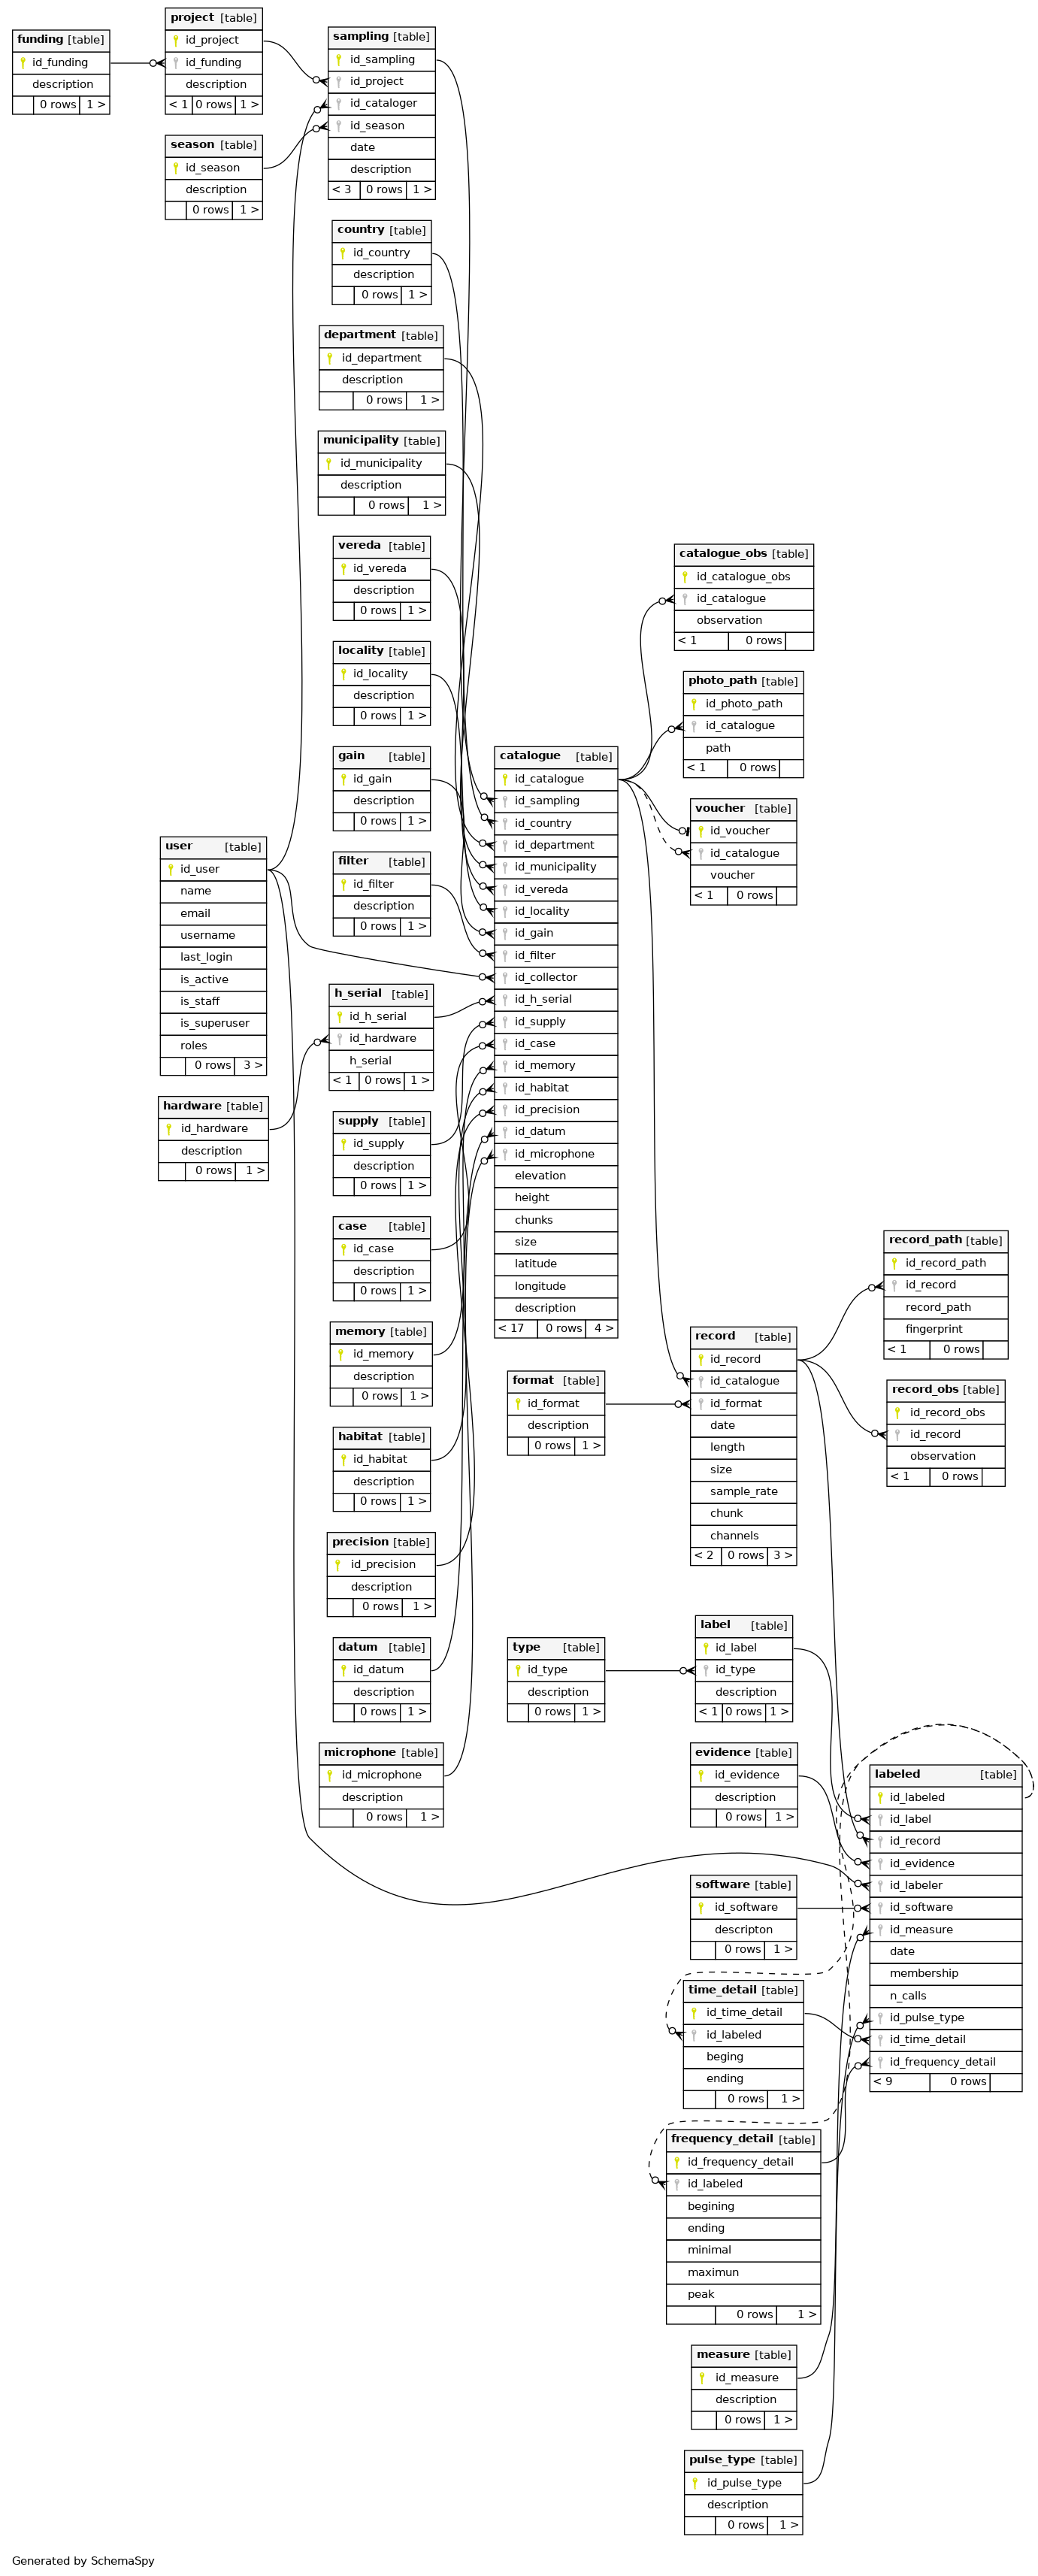 funding [table]
id_funding
description
0 rows 1 >
project [table]
id_project
id_funding
description
< 1 0 rows 1 >
season [table]
id_season
description
0 rows 1 >
sampling [table]
id_sampling
id_project
id_cataloger
id_season
date
description
< 3 0 rows 1 >
country [table]
id_country
description
0 rows 1 >
department [table]
id_department
description
0 rows 1 >
municipality [table]
id_municipality
description
0 rows 1 >
vereda [table]
id_vereda
description
0 rows 1 >
locality [table]
id_locality
description
0 rows 1 >
gain [table]
id_gain
description
0 rows 1 >
filter [table]
id_filter
description
0 rows 1 >
user [table]
id_user
name
email
username
last_login
is_active
is_staff
is_superuser
roles
0 rows 3 >
hardware [table]
id_hardware
description
0 rows 1 >
h_serial [table]
id_h_serial
id_hardware
h_serial
< 1 0 rows 1 >
supply [table]
id_supply
description
0 rows 1 >
case [table]
id_case
description
0 rows 1 >
memory [table]
id_memory
description
0 rows 1 >
habitat [table]
id_habitat
description
0 rows 1 >
precision [table]
id_precision
description
0 rows 1 >
datum [table]
id_datum
description
0 rows 1 >
microphone [table]
id_microphone
description
0 rows 1 >
catalogue [table]
id_catalogue
id_sampling
id_country
id_department
id_municipality
id_vereda
id_locality
id_gain
id_filter
id_collector
id_h_serial
id_supply
id_case
id_memory
id_habitat
id_precision
id_datum
id_microphone
elevation
height
chunks
size
latitude
longitude
description
< 17 0 rows 4 >
format [table]
id_format
description
0 rows 1 >
type [table]
id_type
description
0 rows 1 >
catalogue_obs [table]
id_catalogue_obs
id_catalogue
observation
< 1 0 rows
photo_path [table]
id_photo_path
id_catalogue
path
< 1 0 rows
voucher [table]
id_voucher
id_catalogue
voucher
< 1 0 rows
record [table]
id_record
id_catalogue
id_format
date
length
size
sample_rate
chunk
channels
< 2 0 rows 3 >
record_path [table]
id_record_path
id_record
record_path
fingerprint
< 1 0 rows
record_obs [table]
id_record_obs
id_record
observation
< 1 0 rows
label [table]
id_label
id_type
description
< 1 0 rows 1 >
evidence [table]
id_evidence
description
0 rows 1 >
software [table]
id_software
descripton
0 rows 1 >
time_detail [table]
id_time_detail
id_labeled
beging
ending
0 rows 1 >
frequency_detail [table]
id_frequency_detail
id_labeled
begining
ending
minimal
maximun
peak
0 rows 1 >
measure [table]
id_measure
description
0 rows 1 >
pulse_type [table]
id_pulse_type
description
0 rows 1 >
labeled [table]
id_labeled
id_label
id_record
id_evidence
id_labeler
id_software
id_measure
date
membership
n_calls
id_pulse_type
id_time_detail
id_frequency_detail
< 9 0 rows
Generated by SchemaSpy